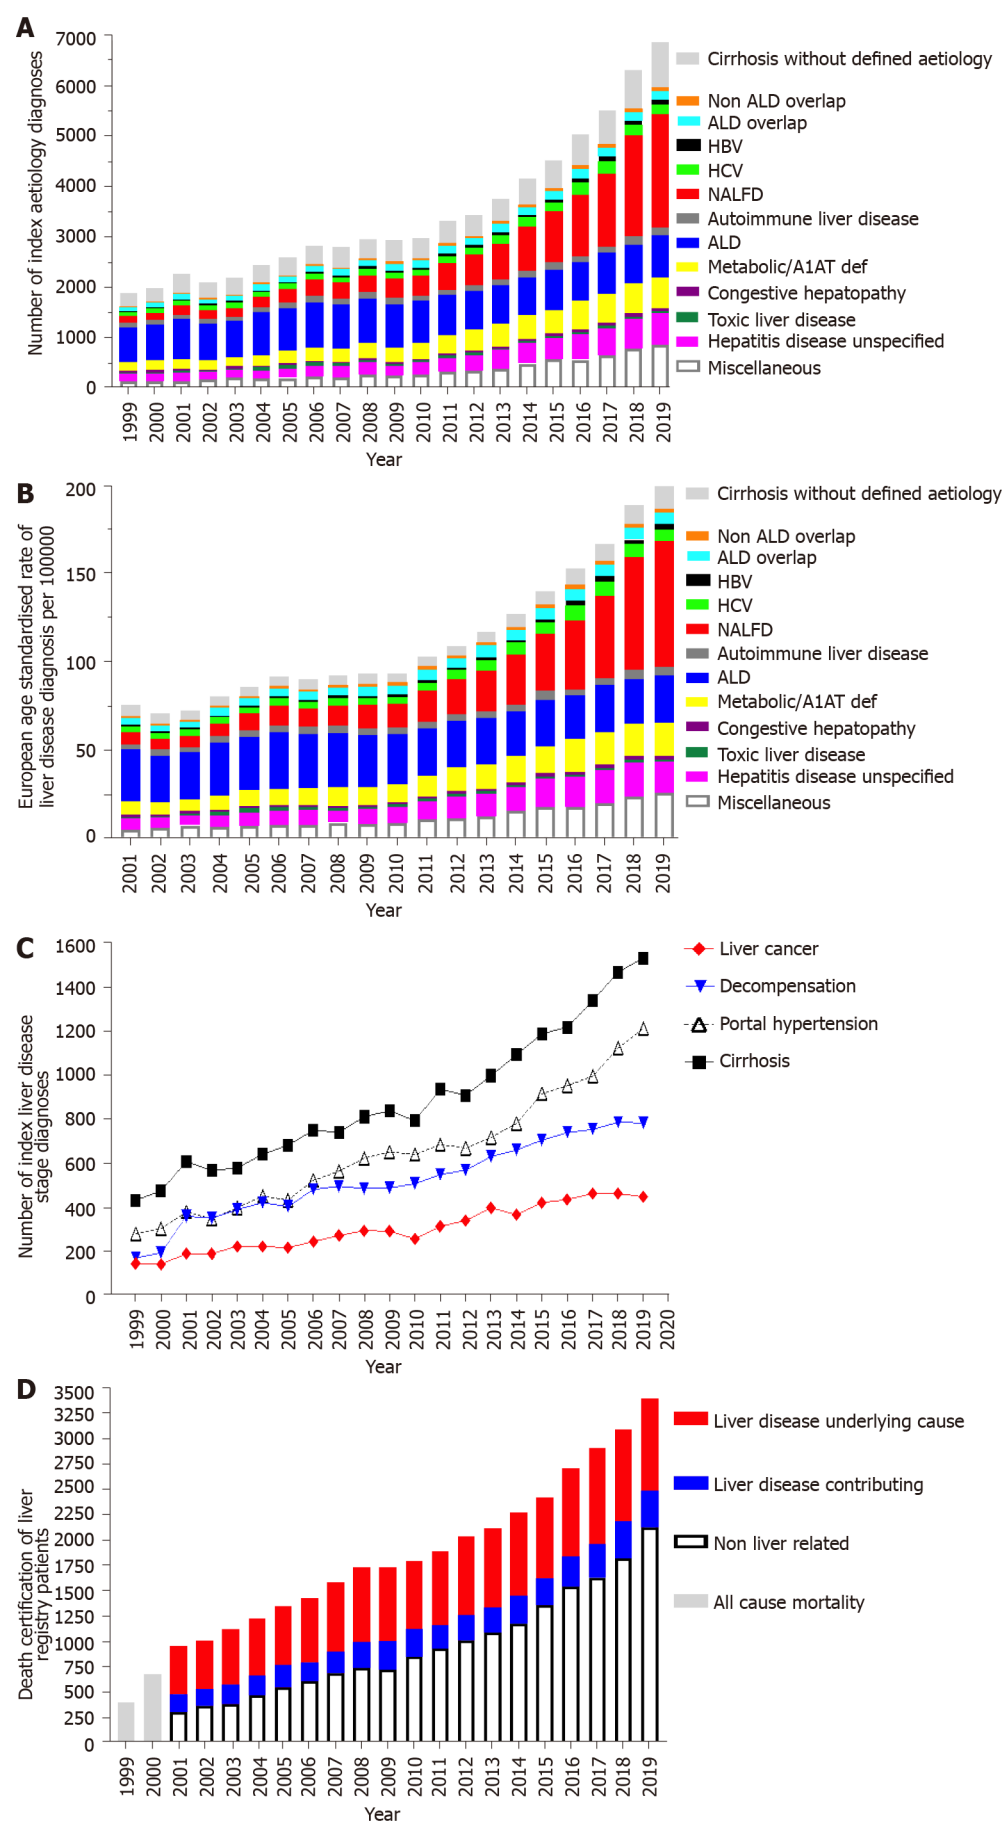 A
Number of index aetiology diagnoses
7000
6000
5000
4000
3000
2000
1000
0
1999
2000
2001
2002
2003
2004
2005
2006
2007
2008
2009
2010
2011
2012
2013
2014
2015
2016
2017
2018
2019
Year
Cirrhosis without defined aetiology
Non ALD overlap
ALD overlap
HBV
HCV
NALFD
Autoimmune liver disease
ALD
Metabolic/A1AT def
Congestive hepatopathy
Toxic liver disease
Hepatitis disease unspecified
Miscellaneous
B
European age standardised rate of
liver disease diagnosis per 100000
200
150
100
50
0
2001
2002
2003
2004
2005
2006
2007
2008
2009
2010
2011
2012
2013
2014
2015
2016
2017
2018
2019
Year
Cirrhosis without defined aetiology
Non ALD overlap
ALD overlap
HBV
HCV
NALFD
Autoimmune liver disease
ALD
Metabolic/A1AT def
Congestive hepatopathy
Toxic liver disease
Hepatitis disease unspecified
Miscellaneous
C
Number of index liver disease
stage diagnoses
1600
1400
1200
1000
800
600
400
200
0
1999
2000
2001
2002
2003
2004
2005
2006
2007
2008
2009
2010
2011
2012
2013
2014
2015
2016
2017
2018
2019
2020
Year
Liver cancer
Decompensation
Portal hypertension
Cirrhosis
D
Death certification of liver
registry patients
3500
3250
3000
2750
2500
2250
2000
1750
1500
1250
1000
750
500
250
0
1999
2000
2001
2002
2003
2004
2005
2006
2007
2008
2009
2010
2011
2012
2013
2014
2015
2016
2017
2018
2019
Year
Liver disease underlying cause
Liver disease contributing
Non liver related
All cause mortality